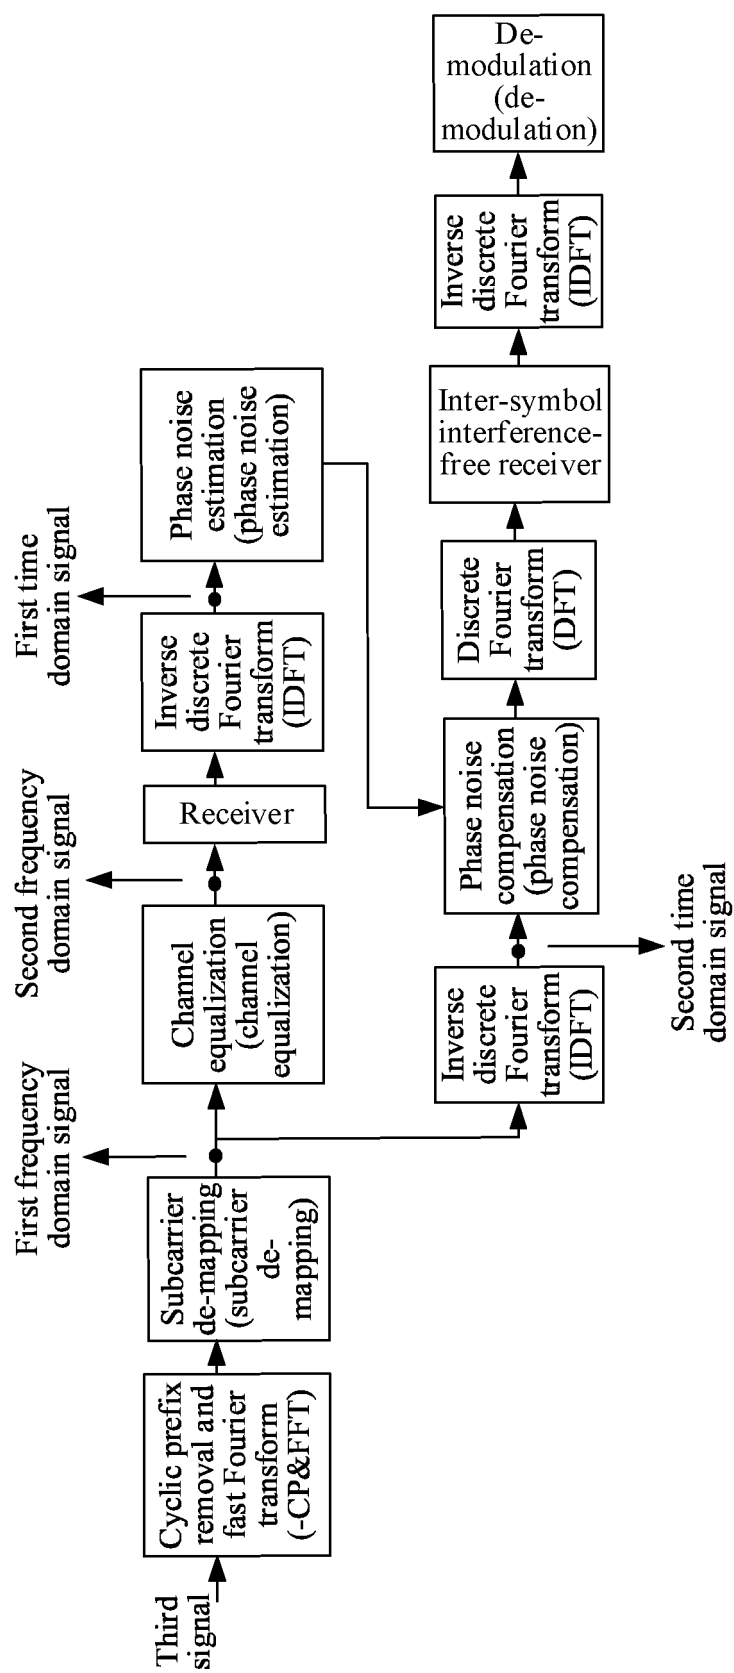 Third
signal
Cyclic prefix
removal and
fast Fourier
transform
(-CP&FFT)
Subcarrier
de-mapping
(subcarrier
de-
mapping)
First frequency
domain signal
Channel
equalization
(channel
equalization)
Second frequency
domain signal
Receiver
Inverse
discrete
Fourier
transform
(IDFT)
First time
domain signal
Phase noise
estimation
(phase noise
estimation)
Inverse
discrete
Fourier
transform
(IDFT)
Second time
domain signal
Phase noise
compensation
(phase noise
compensation)
Discrete
Fourier
transform
(DFT)
Inter-symbol
interference-
free receiver
Inverse
discrete
Fourier
transform
(IDFT)
De-
modulation
(de-
modulation)